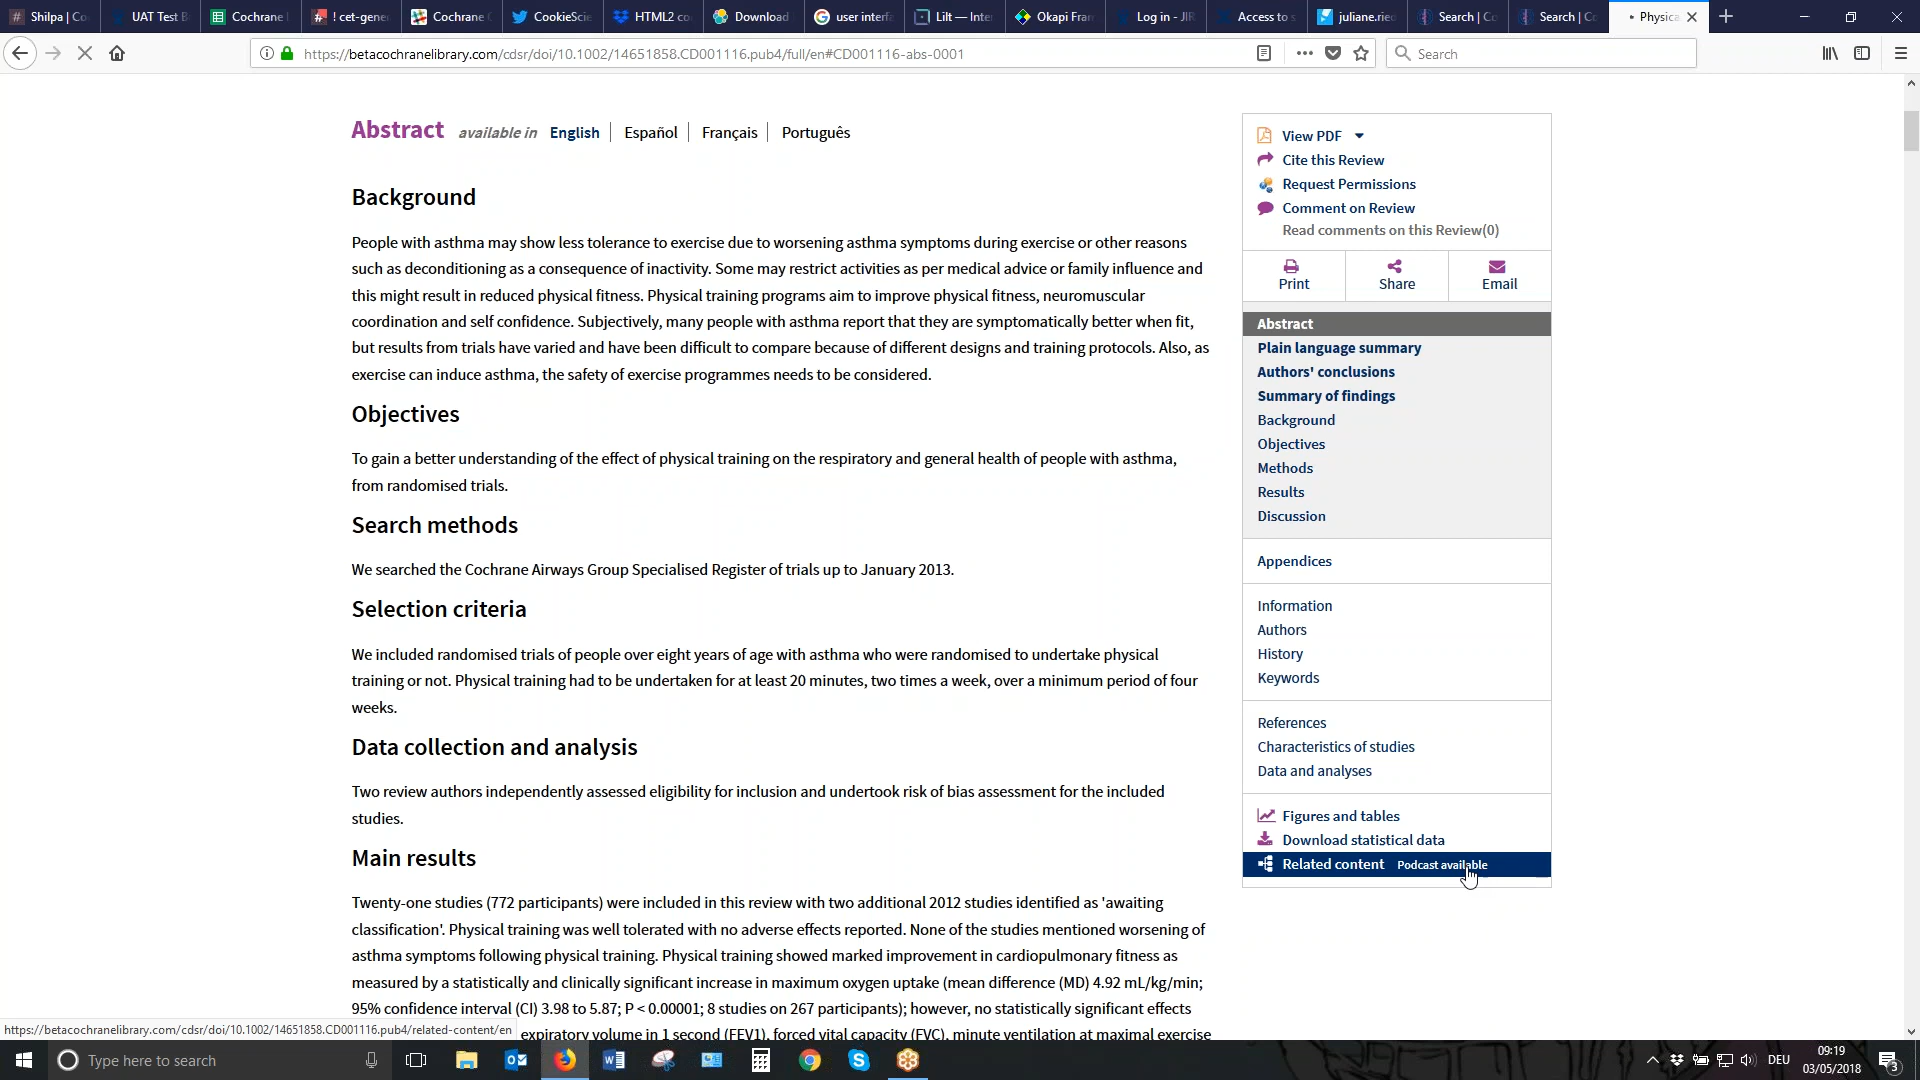 Shilpa | Co
UAT Test B
Cochrane
! cet-gene
Cochrane C
CookieScie
HTML2 co
Download
user interfa
Lilt — Inte
Okapi Fran
Log in - JIR
Access to s
juliane.ried
Search | Co
Search | Co
Physica
https://betacochranelibrary.com/cdsr/doi/10.1002/14651858.CD001116.pub4/full/en#CD001116-abs-0001
Search
Abstract available in English Español Français Português
Background
People with asthma may show less tolerance to exercise due to worsening asthma symptoms during exercise or other reasons
such as deconditioning as a consequence of inactivity. Some may restrict activities as per medical advice or family influence and
this might result in reduced physical fitness. Physical training programs aim to improve physical fitness, neuromuscular
coordination and self confidence. Subjectively, many people with asthma report that they are symptomatically better when fit,
but results from trials have varied and have been difficult to compare because of different designs and training protocols. Also, as
exercise can induce asthma, the safety of exercise programmes needs to be considered.
Objectives
To gain a better understanding of the effect of physical training on the respiratory and general health of people with asthma,
from randomised trials.
Search methods
We searched the Cochrane Airways Group Specialised Register of trials up to January 2013.
Selection criteria
We included randomised trials of people over eight years of age with asthma who were randomised to undertake physical
training or not. Physical training had to be undertaken for at least 20 minutes, two times a week, over a minimum period of four
weeks.
Data collection and analysis
Two review authors independently assessed eligibility for inclusion and undertook risk of bias assessment for the included
studies.
Main results
Twenty-one studies (772 participants) were included in this review with two additional 2012 studies identified as 'awaiting
classification'. Physical training was well tolerated with no adverse effects reported. None of the studies mentioned worsening of
asthma symptoms following physical training. Physical training showed marked improvement in cardiopulmonary fitness as
measured by a statistically and clinically significant increase in maximum oxygen uptake (mean difference (MD) 4.92 mL/kg/min;
95% confidence interval (CI) 3.98 to 5.87; P < 0.00001; 8 studies on 267 participants); however, no statistically significant effects
expiratory volume in 1 second (FEV1), forced vital capacity (FVC), minute ventilation at maximal exercise
View PDF
Cite this Review
Request Permissions
Comment on Review
Read comments on this Review(0)
Print
Share
Email
Abstract
Plain language summary
Authors' conclusions
Summary of findings
Background
Objectives
Methods
Results
Discussion
Appendices
Information
Authors
History
Keywords
References
Characteristics of studies
Data and analyses
Figures and tables
Download statistical data
Related content Podcast available
https://betacochranelibrary.com/cdsr/doi/10.1002/14651858.CD001116.pub4/related-content/en
Type here to search
DEU
09:19
03/05/2018
3